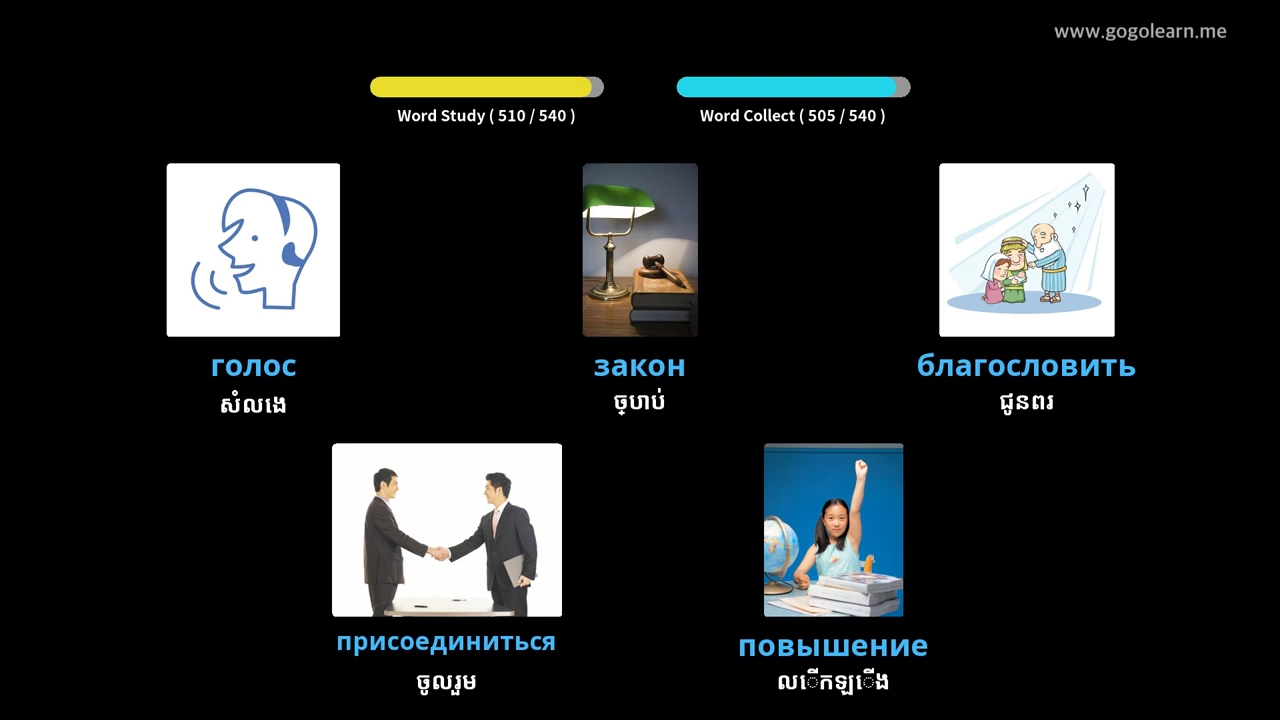 www.gogolearn.me
Word Study ( 510 / 540 )
Word Collect ( 505 / 540 )
голос
សំលេង
закон
ច្បាប់
благословить
ជូនពរ
присоединиться
ចូលរួម
повышение
លើកឡើង